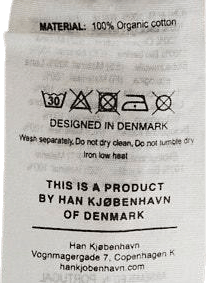 MATERIAL: 100% Organic cotton
30
DESIGNED IN DENMARK
Wash separately, Do not dry clean, Do not tumble dry
Iron low heat
THIS IS A PRODUCT
BY HAN KJØBENHAVN
OF DENMARK
Han Kjøbenhavn
Vognmagergade 7, Copenhagen K
hankjobenhavn.com